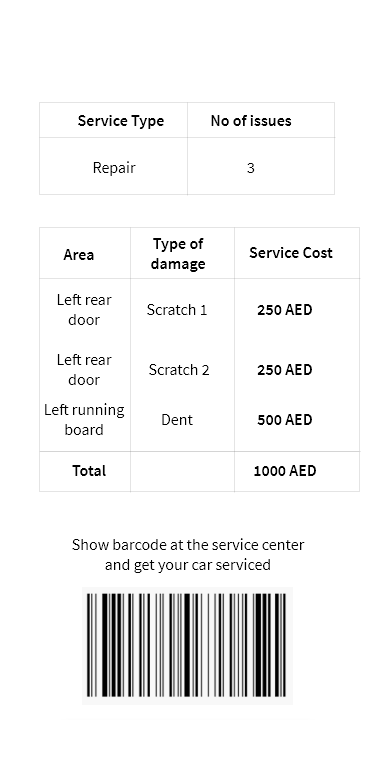 Service Type No of issues
Repair 3
Area Type of damage Service Cost
Left rear door Scratch 1 250 AED
Left rear door Scratch 2 250 AED
Left running board Dent 500 AED
Total 1000 AED
Show barcode at the service center
and get your car serviced